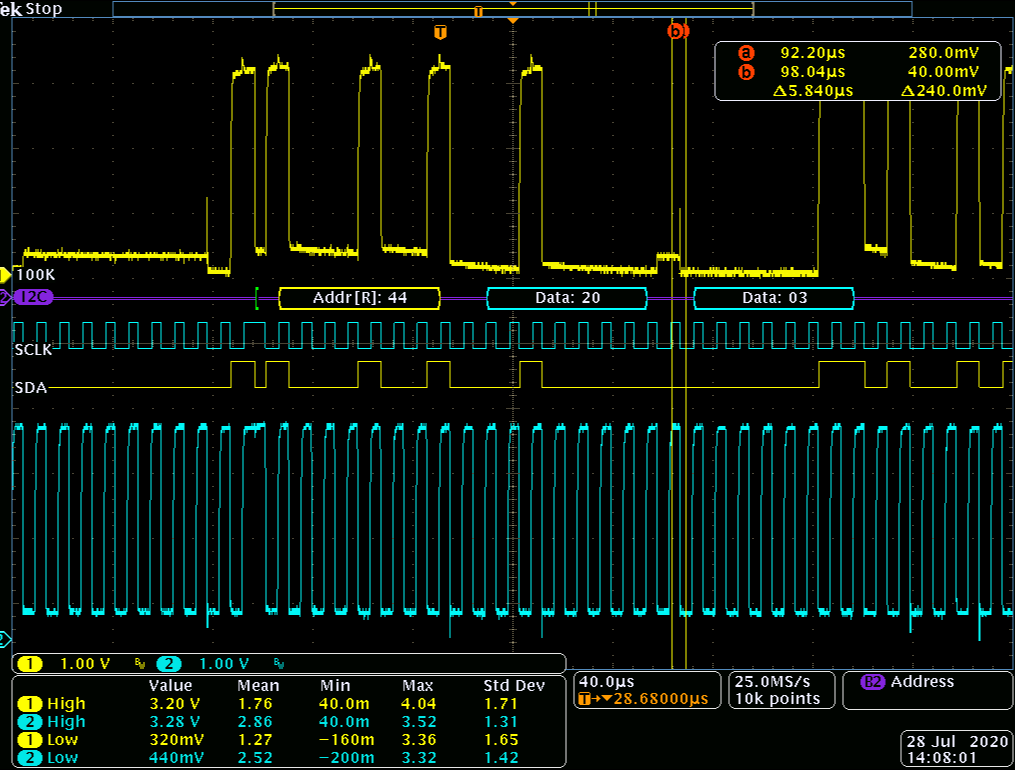 ek Stop
T
T
b
a 92.20µs 280.0mV
b 98.04µs 40.00mV
Δ5.840µs Δ240.0mV
1 100K
2 I2C
[ Addr[R]: 44 Data: 20 Data: 03
SCLK
SDA
2
1 1.00 V BW 2 1.00 V BW
Value Mean Min Max Std Dev
1 High 3.20 V 1.76 40.0m 4.04 1.71
2 High 3.28 V 2.86 40.0m 3.52 1.31
1 Low 320mV 1.27 −160m 3.36 1.65
2 Low 440mV 2.52 −200m 3.32 1.42
40.0µs
T→▼28.68000µs
25.0MS/s
10k points
B2 Address
28 Jul 2020
14:08:01